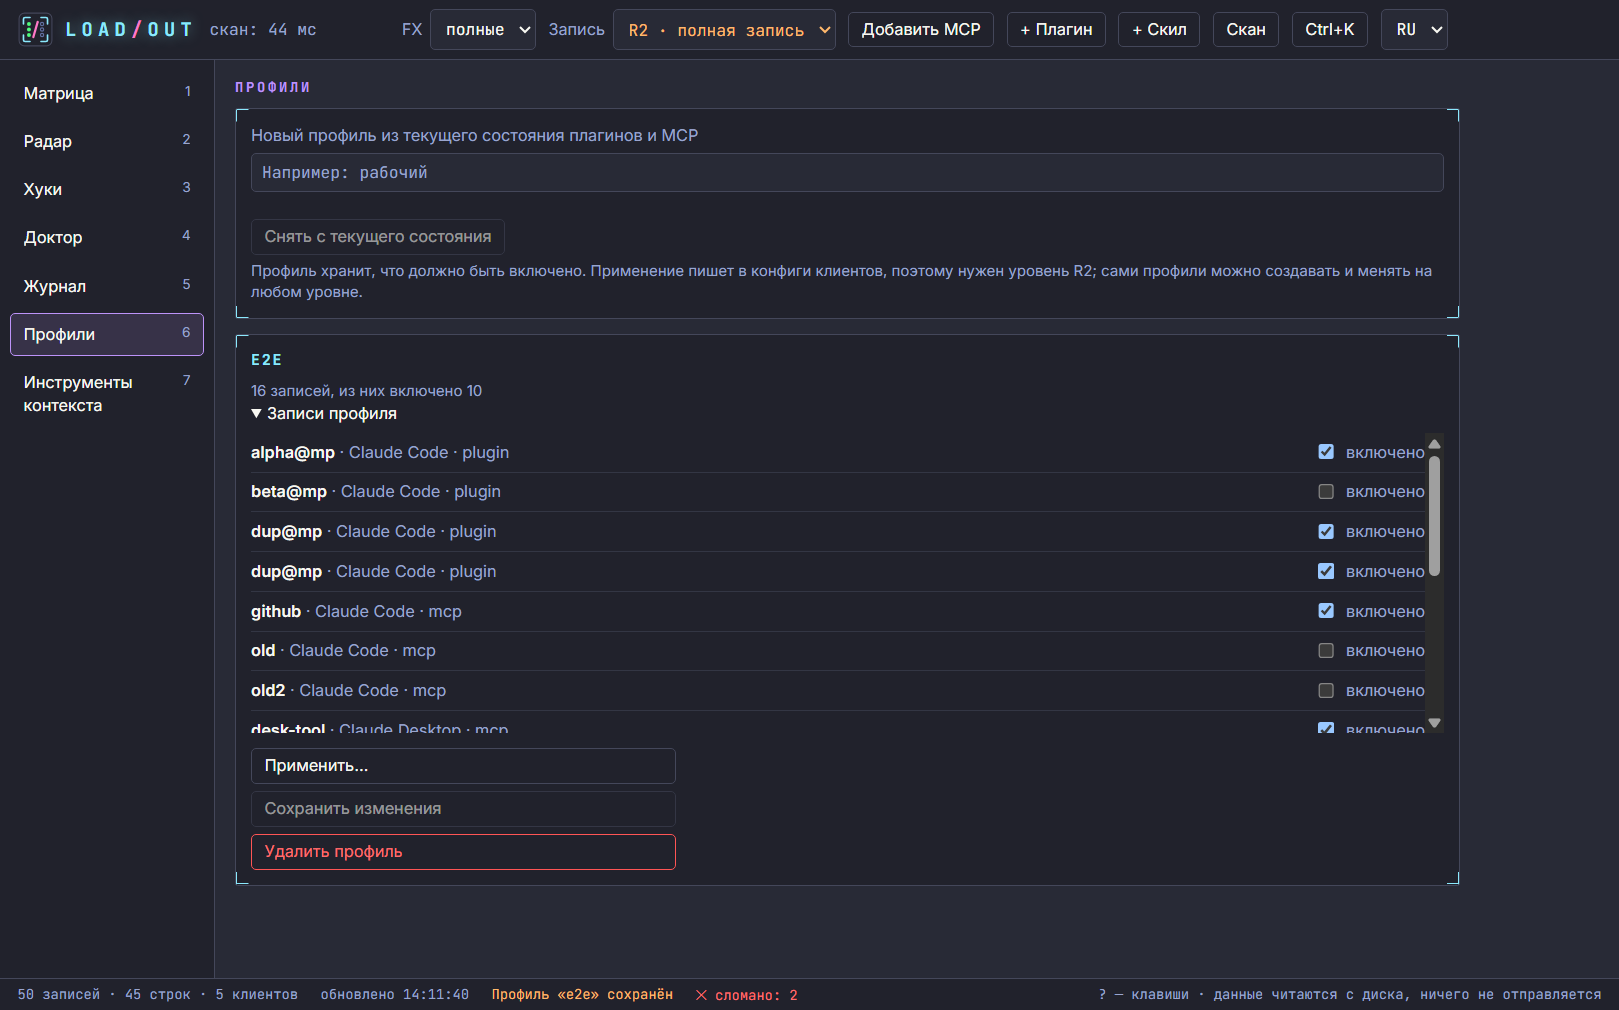 LOAD/OUT скан: 44 мс FX полные Запись R2 · полная запись Добавить MCP + Плагин + Скил Скан Ctrl+K RU
Матрица 1
Радар 2
Хуки 3
Доктор 4
Журнал 5
Профили 6
Инструменты 7
контекста
ПРОФИЛИ
Новый профиль из текущего состояния плагинов и MCP
Например: рабочий
Снять с текущего состояния
Профиль хранит, что должно быть включено. Применение пишет в конфиги клиентов, поэтому нужен уровень R2; сами профили можно создавать и менять на
любом уровне.
E2E
16 записей, из них включено 10
▼ Записи профиля
alpha@mp · Claude Code · plugin включено
beta@mp · Claude Code · plugin включено
dup@mp · Claude Code · plugin включено
dup@mp · Claude Code · plugin включено
github · Claude Code · mcp включено
old · Claude Code · mcp включено
old2 · Claude Code · mcp включено
desk-tool · Claude Desktop · mcp включено
Применить...
Сохранить изменения
Удалить профиль
50 записей · 45 строк · 5 клиентов обновлено 14:11:40 Профиль «e2e» сохранён × сломано: 2 ? — клавиши · данные читаются с диска, ничего не отправляется